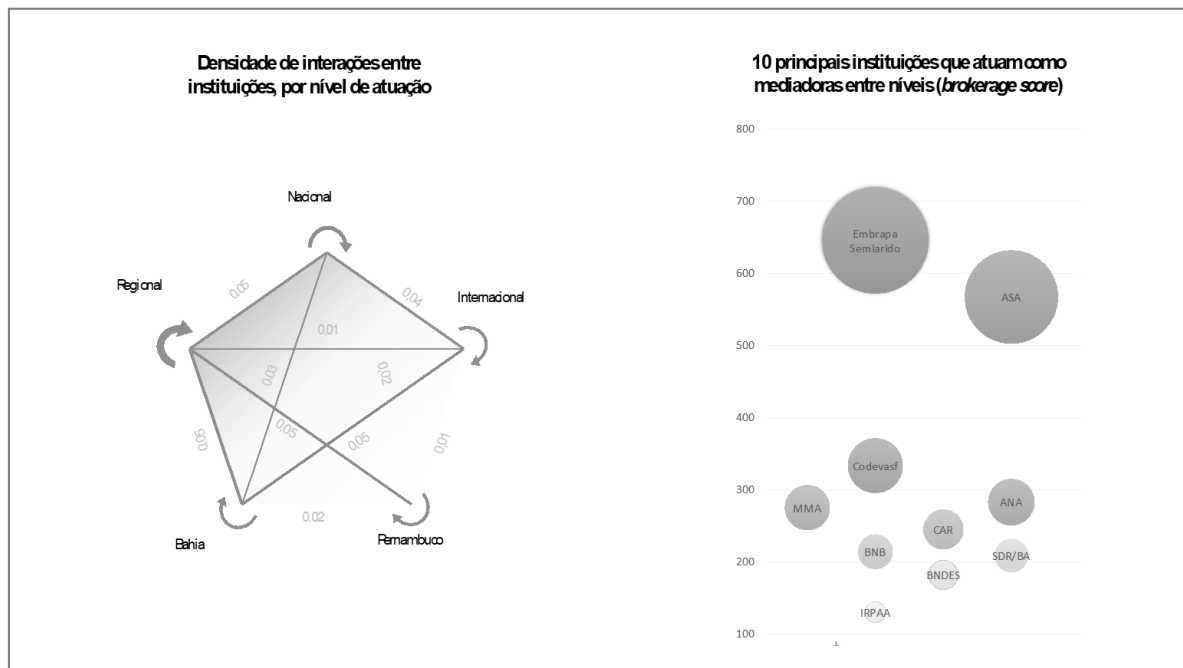 Densidade de interações entre
instituições, por nível de atuação
Nacional
Regional
Internacional
0,05
0,04
0,01
0,03
0,02
0,05
0,05
0,05
0,01
0,02
Bahia
Pernambuco
10 principais instituições que atuam como
mediadoras entre níveis (brokerage score)
800
700
600
500
400
300
200
100
Embrapa
Semiarido
ASA
Codevasf
MMA
ANA
CAR
BNB
SDR/BA
BNDES
IRPAA